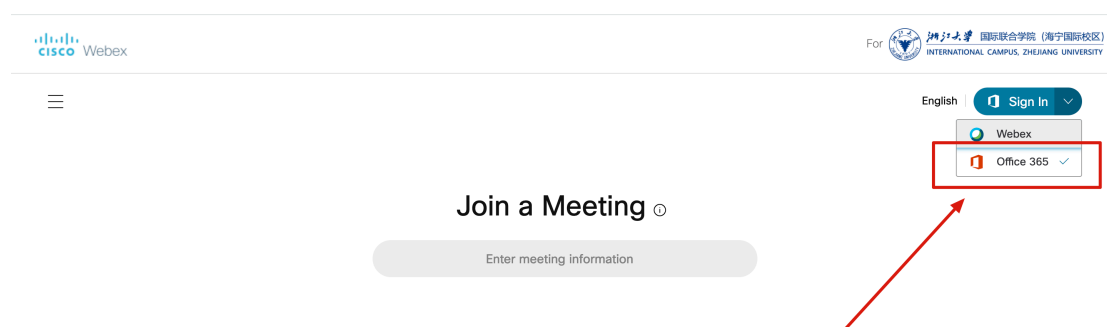 CISCO Webex
For 浙江大学 国际联合学院 (海宁国际校区)
INTERNATIONAL CAMPUS, ZHEJIANG UNIVERSITY
English Sign In
Webex
Office 365
Join a Meeting
Enter meeting information